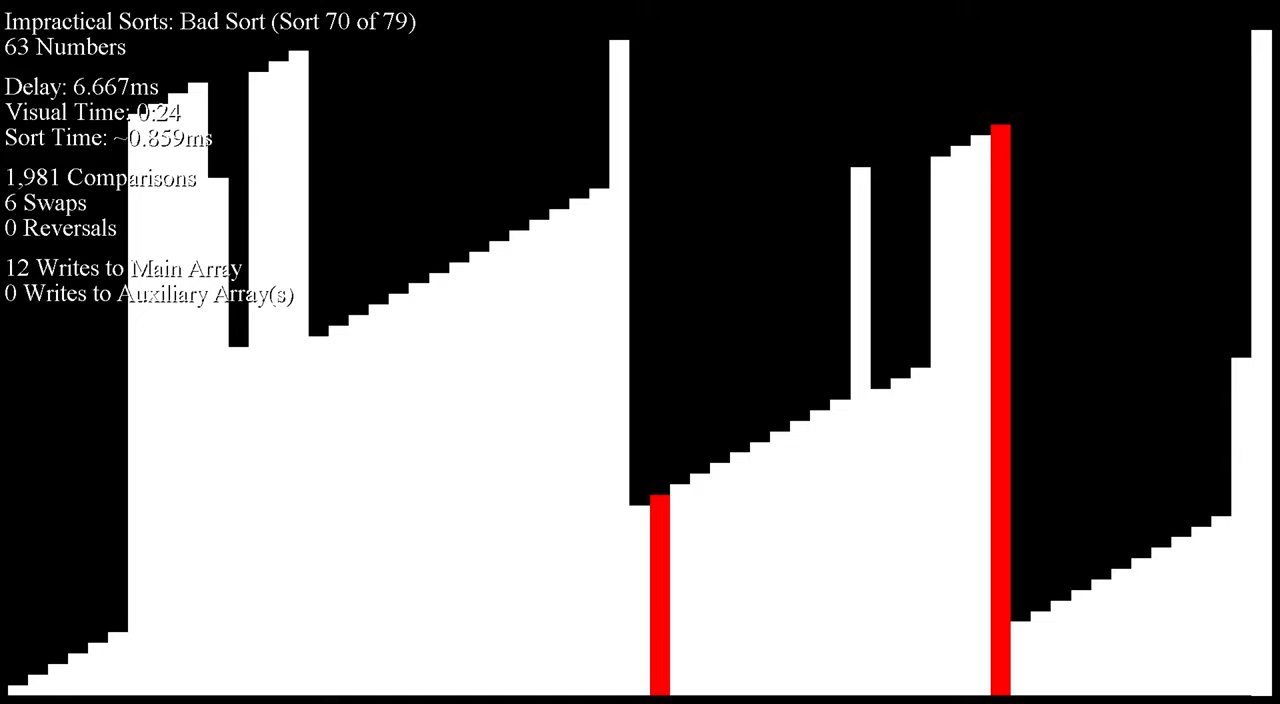 Impractical Sorts: Bad Sort (Sort 70 of 79)
63 Numbers
Delay: 6.667ms
Visual Time: 0:24
Sort Time: ~0.859ms
1,981 Comparisons
6 Swaps
0 Reversals
12 Writes to Main Array
0 Writes to Auxiliary Array(s)